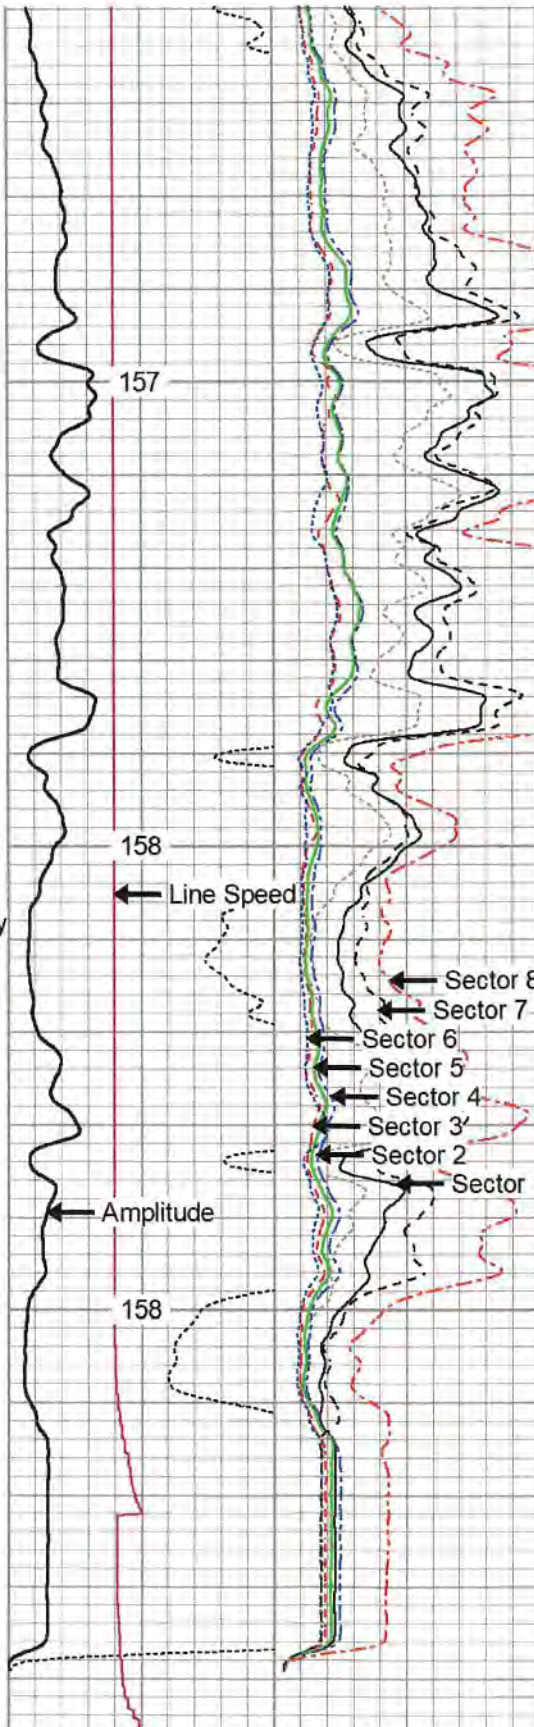 157
158
Line Speed
Sector 8
Sector 7
Sector 6
Sector 5
Sector 4
Sector 3
Sector 2
Sector
Amplitude
158